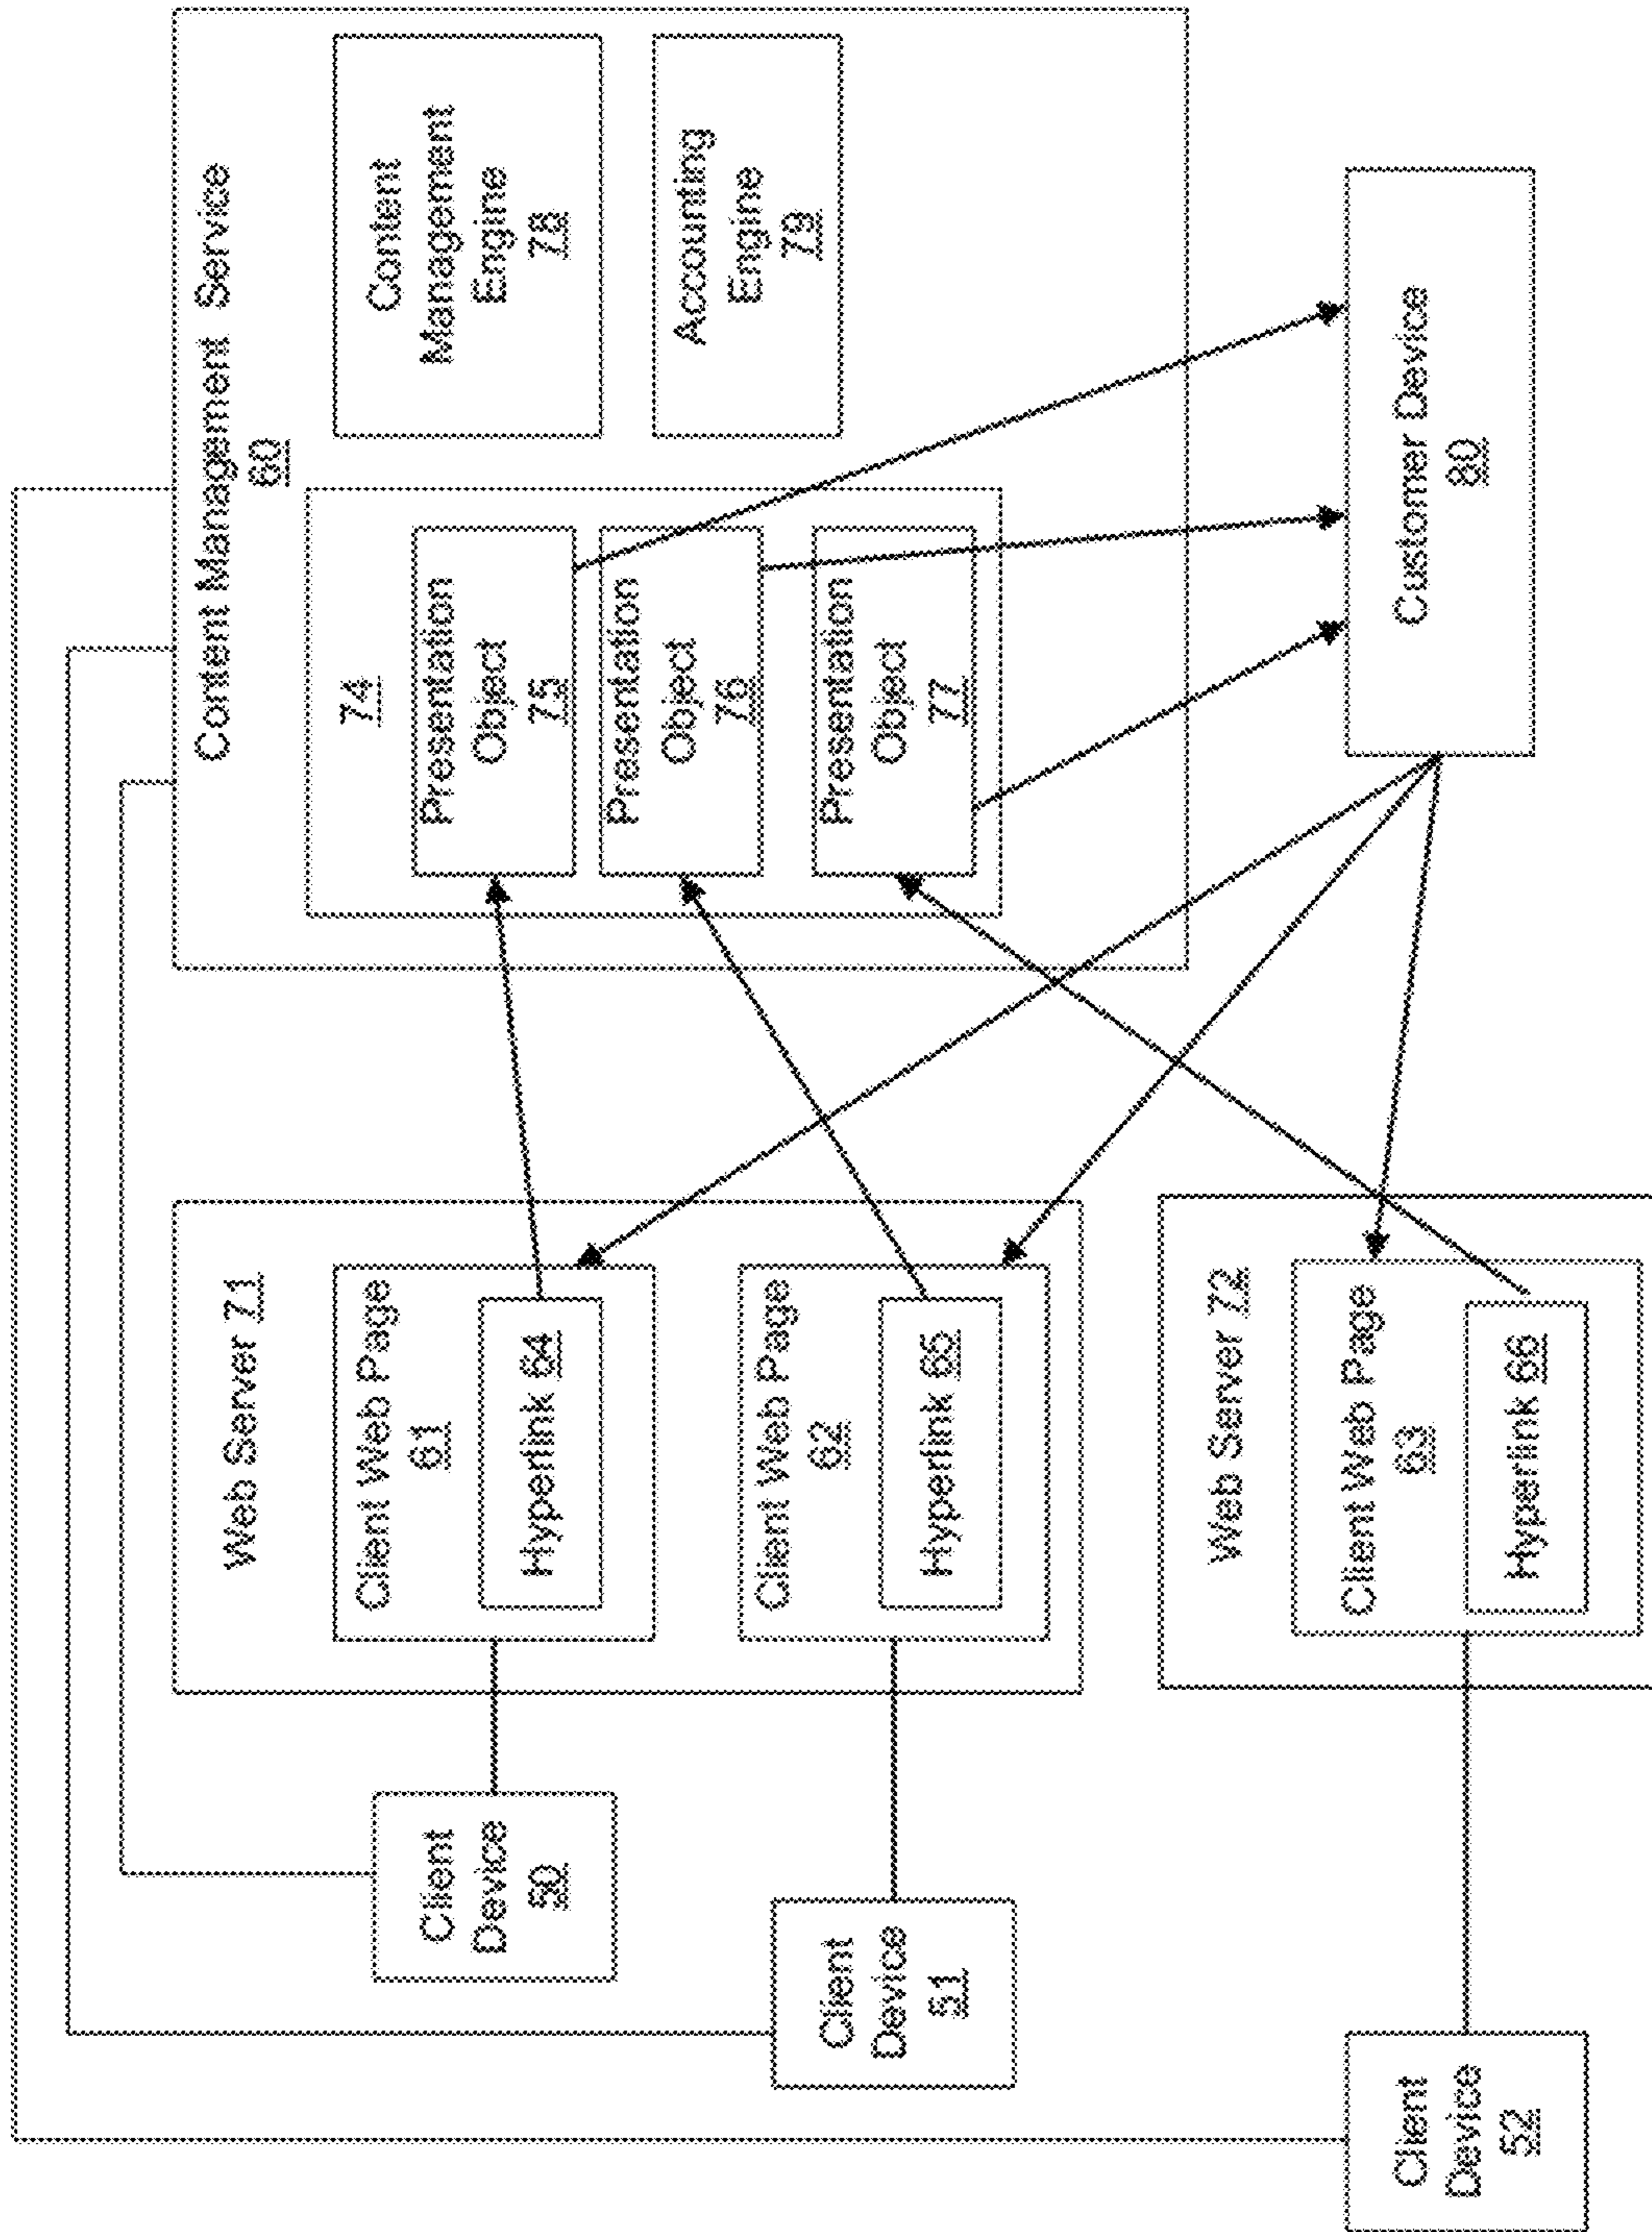 Content Management Service
60
Content
Management
Engine
78
Accounting
Engine
79
74
Presentation
Object
75
Presentation
Object
76
Presentation
Object
77
Customer Device
80
Web Server 71
Client Web Page
61
Hyperlink 64
Client Web Page
62
Hyperlink 65
Web Server 72
Client Web Page
63
Hyperlink 66
Client
Device
50
Client
Device
51
Client
Device
52